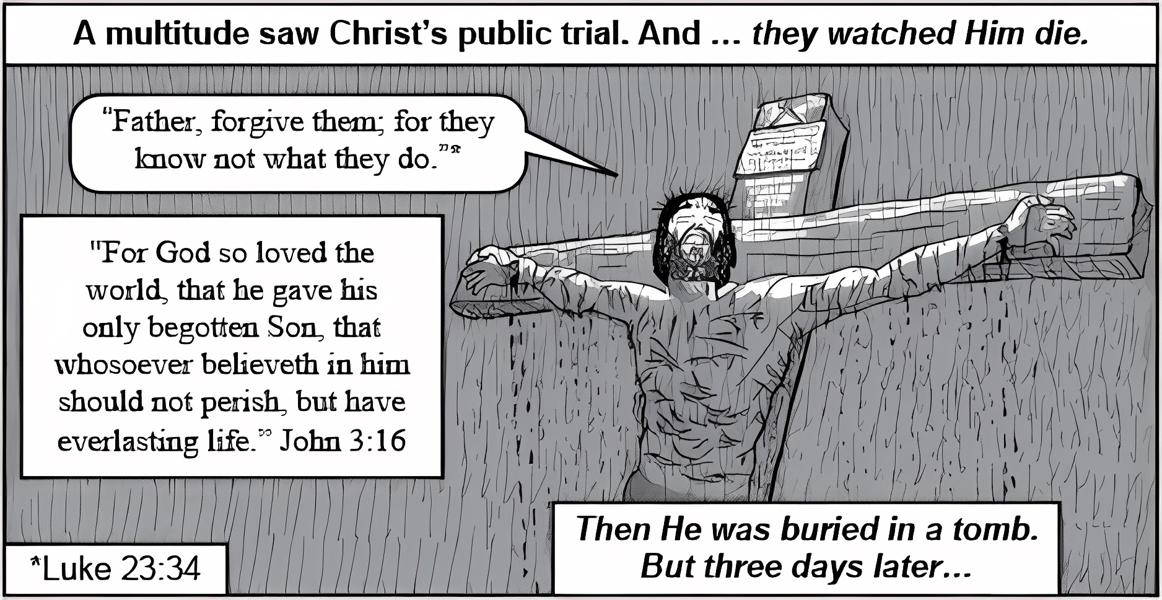 A multitude saw Christ's public trial. And ... they watched Him die.
"Father, forgive them; for they
know not what they do."*
"For God so loved the
world, that he gave his
only begotten Son, that
whosoever believeth in him
should not perish, but have
everlasting life." John 3:16
*Luke 23:34
Then He was buried in a tomb.
But three days later...